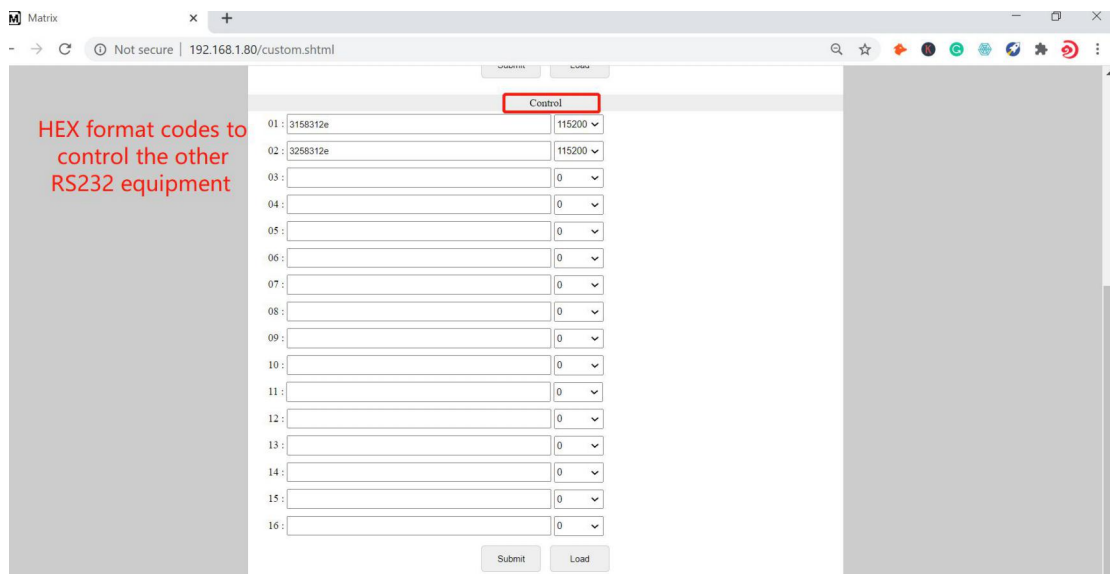 Matrix
Not secure | 192.168.1.80/custom.shtml
Submit Load
Control
HEX format codes to
control the other
RS232 equipment
01 : 3158312e 115200
02 : 3258312e 115200
03 : 0
04 : 0
05 : 0
06 : 0
07 : 0
08 : 0
09 : 0
10 : 0
11 : 0
12 : 0
13 : 0
14 : 0
15 : 0
16 : 0
Submit Load